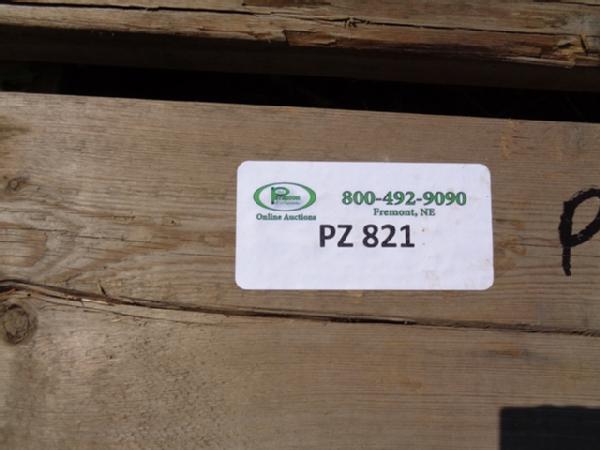 800-492-9090
Fremont, NE
Online Auctions
PZ 821
P